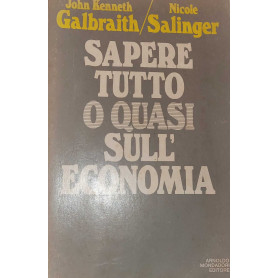 John Kenneth Nicole
Galbraith/Salinger
SAPERE
TUTTO
O QUASI
SULL'
ECONOMIA
ARNOLDO
MONDADORI
EDITORE